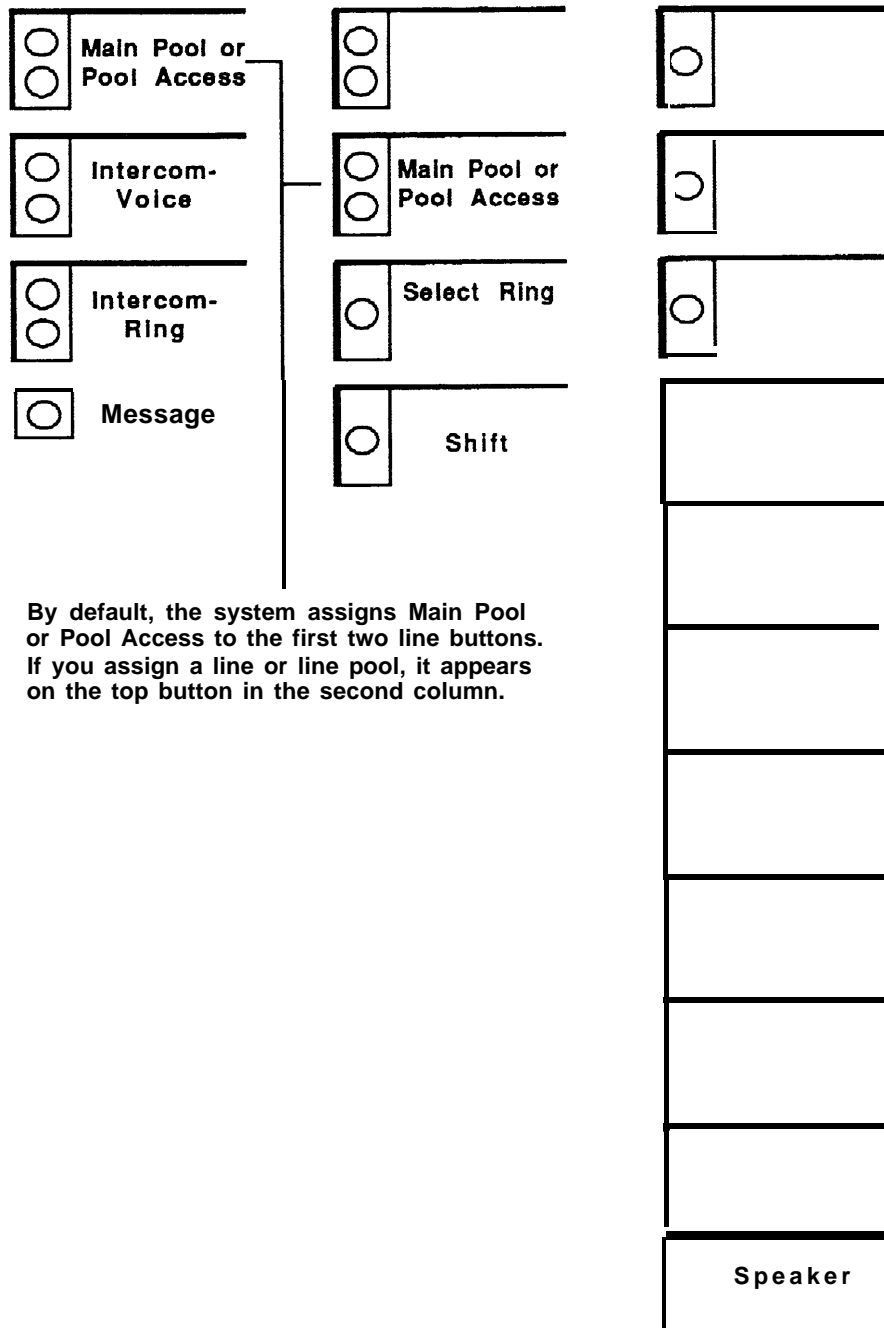 Main Pool or
Pool Access
Intercom-
Voice
Intercom-
Ring
Message
Main Pool or
Pool Access
Select Ring
Shift
By default, the system assigns Main Pool
or Pool Access to the first two line buttons.
If you assign a line or line pool, it appears
on the top button in the second column.
Speaker